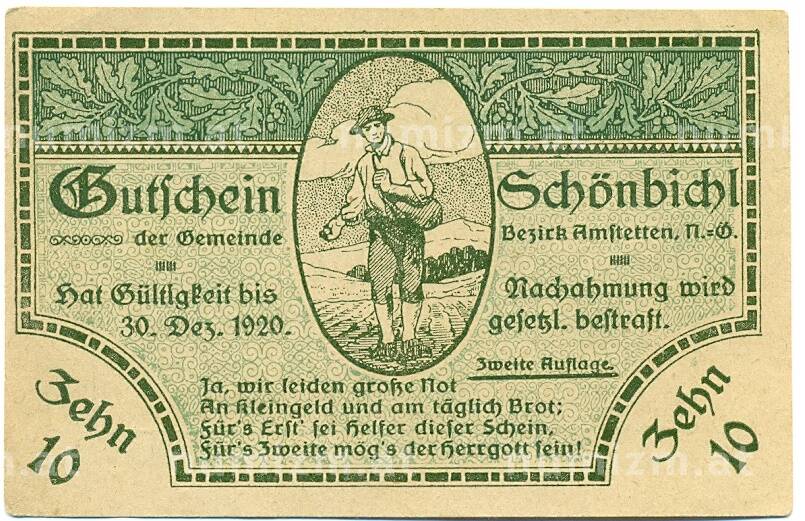 Gutschein
der Gemeinde
Hat Gültigkeit bis
30. Dez. 1920.
Schönbichl
Bezirk Amstetten, N.=Ö.
Nachahmung wird
gesetzl. bestraft.
Zweite Auflage.
Zehn
10
Ja, wir leiden große Not
An Kleingeld und am täglich Brot;
Für's Erst' sei Helfer dieser Schein,
Für's Zweite mög's der Herrgott sein!
Zehn
10
numizm.at